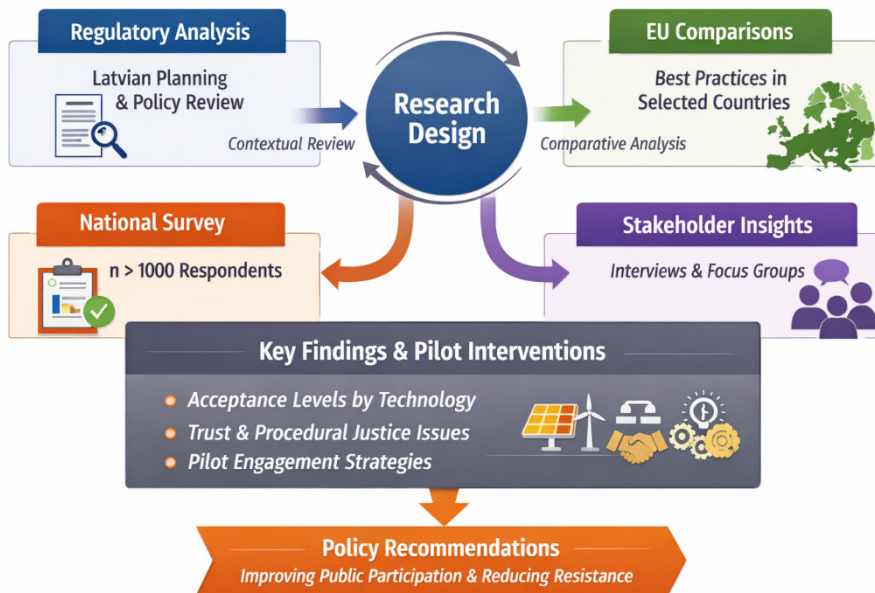 Regulatory Analysis
Latvian Planning
& Policy Review
Contextual Review
Research
Design
EU Comparisons
Best Practices in
Selected Countries
Comparative Analysis
National Survey
n > 1000 Respondents
Stakeholder Insights
Interviews & Focus Groups
Key Findings & Pilot Interventions
Acceptance Levels by Technology
Trust & Procedural Justice Issues
Pilot Engagement Strategies
Policy Recommendations
Improving Public Participation & Reducing Resistance